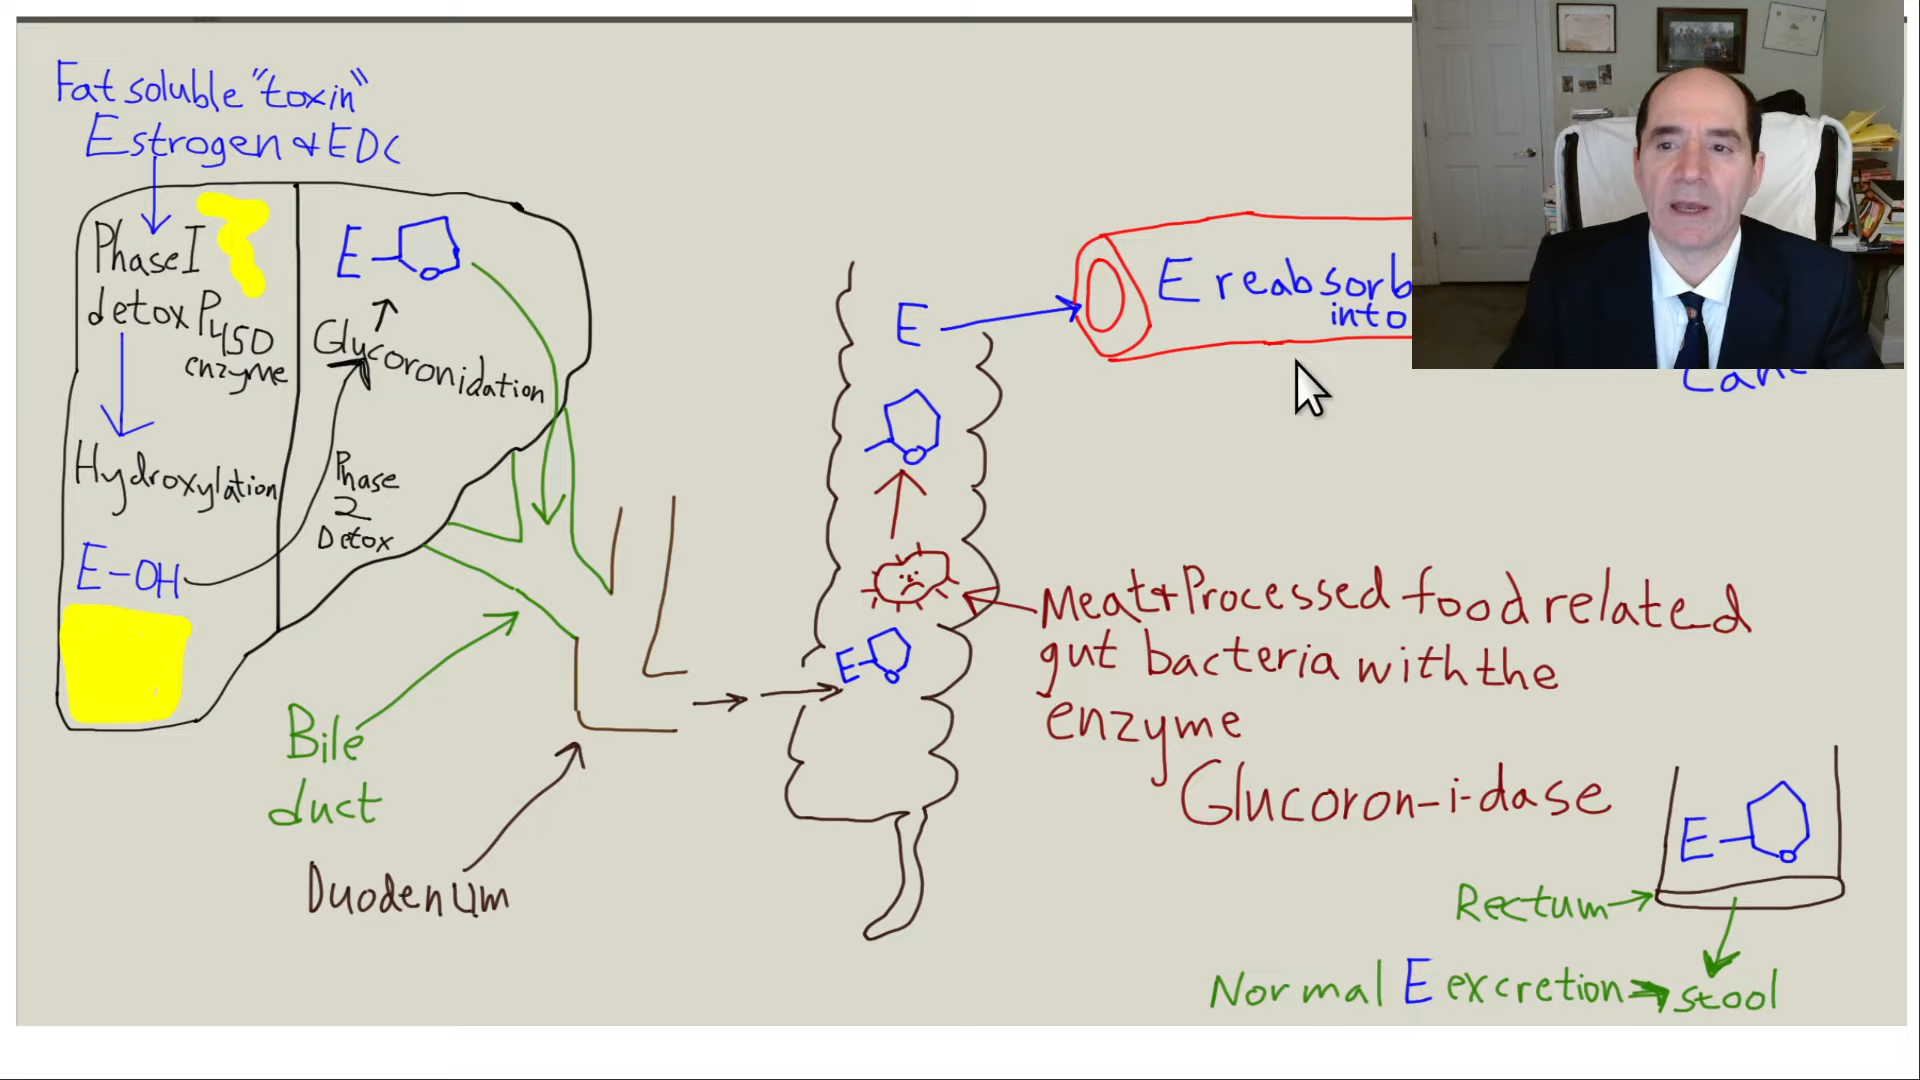 Fat soluble "toxin"
Estrogen & EDC
Phase I
detox P450
enzyme
Hydroxylation
E-OH
E
Glucoronidation
Phase
2
Detox
Bile
duct
Duodenum
E
E
E reabsorb
into
Canc
Meat + Processed food related
gut bacteria with the
enzyme
Glucoron-i-dase
E
Rectum
Normal E excretion
stool